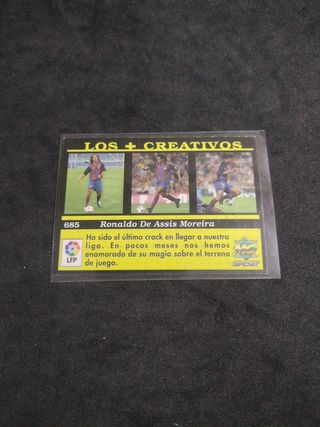 LOS + CREATIVOS
685 Ronaldo De Assis Moreira
Ha sido el último crack en llegar a nuestra
liga. En pocos meses nos hemos
enamorado de su magia sobre el terreno
de juego.
LFP
SPORT